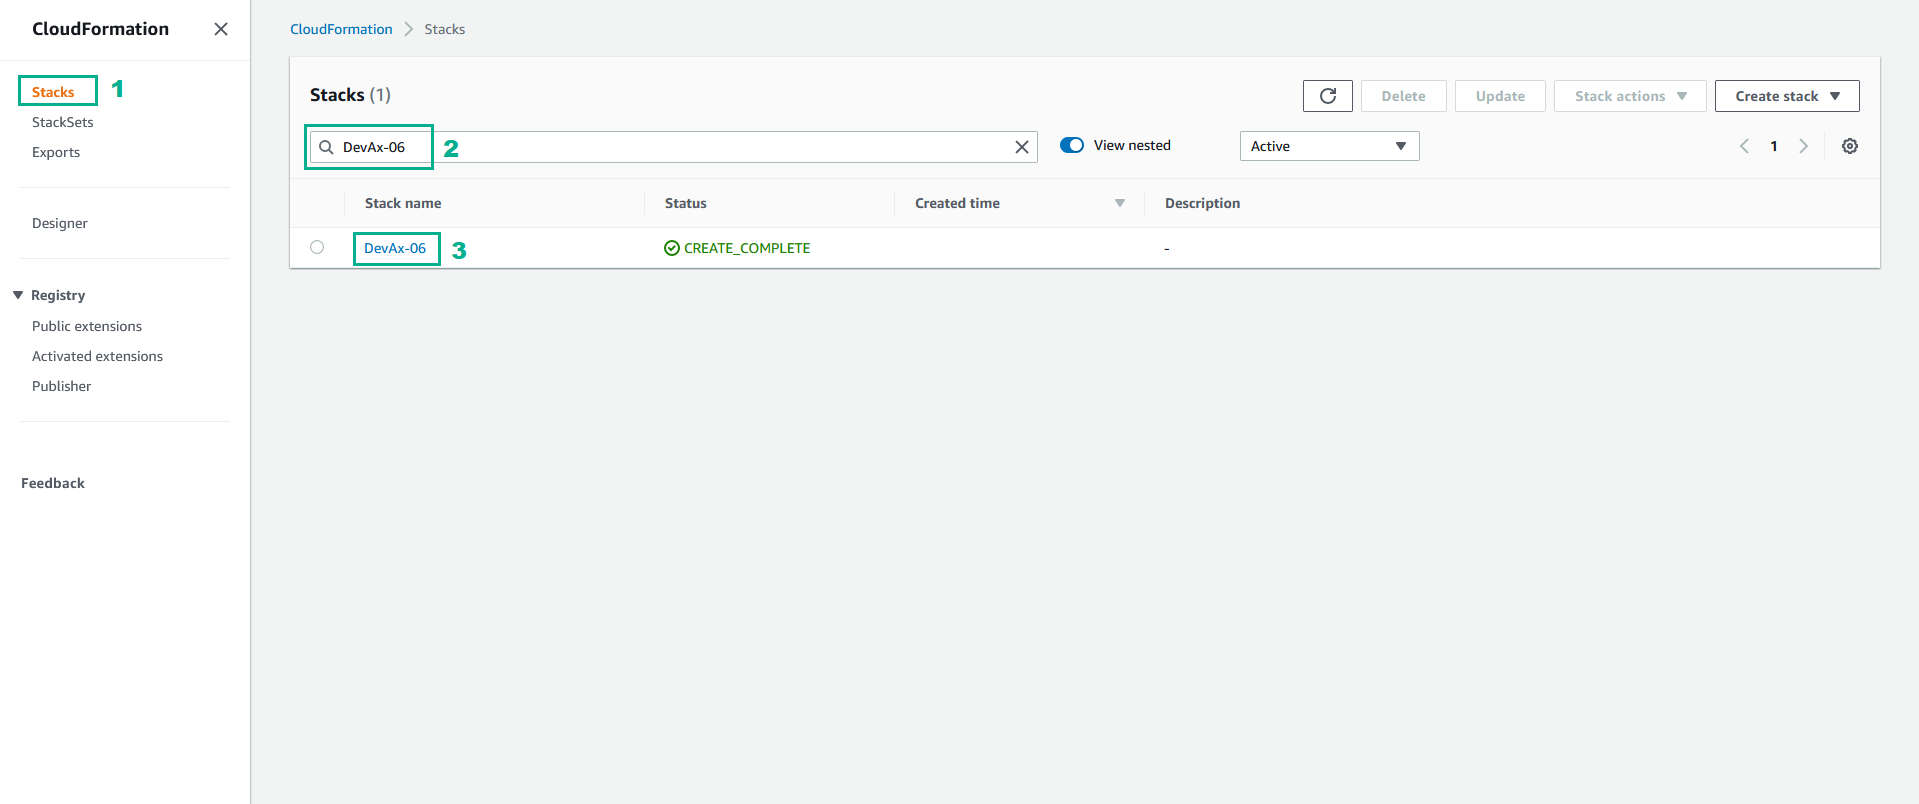 CloudFormation
Stacks 1
StackSets
Exports
Designer
Registry
Public extensions
Activated extensions
Publisher
Feedback
CloudFormation Stacks
Stacks (1) Delete Update Stack actions Create stack
DevAx-06 2 View nested Active 1
Stack name Status Created time Description
DevAx-06 3 CREATE_COMPLETE -